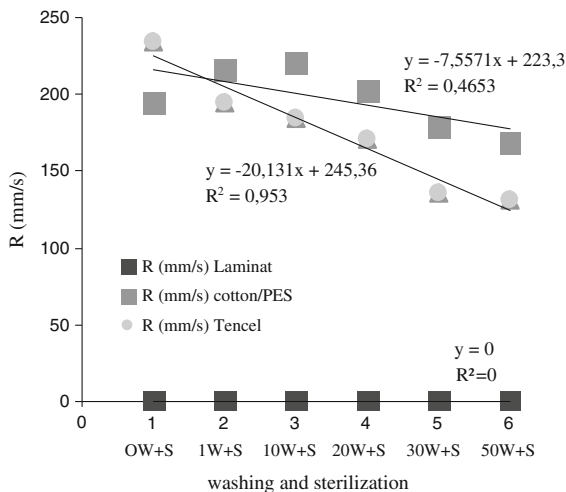 250
200
150
100
50
0
R (mm/s)
y = -7,5571x + 223,3
R² = 0,4653
y = -20,131x + 245,36
R² = 0,953
R (mm/s) Laminat
R (mm/s) cotton/PES
R (mm/s) Tencel
y = 0
R²=0
0 1 2 3 4 5 6
OW+S 1W+S 10W+S 20W+S 30W+S 50W+S
washing and sterilization